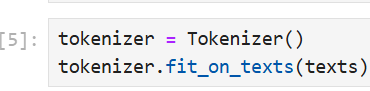 [5]: tokenizer = Tokenizer()
tokenizer.fit_on_texts(texts)